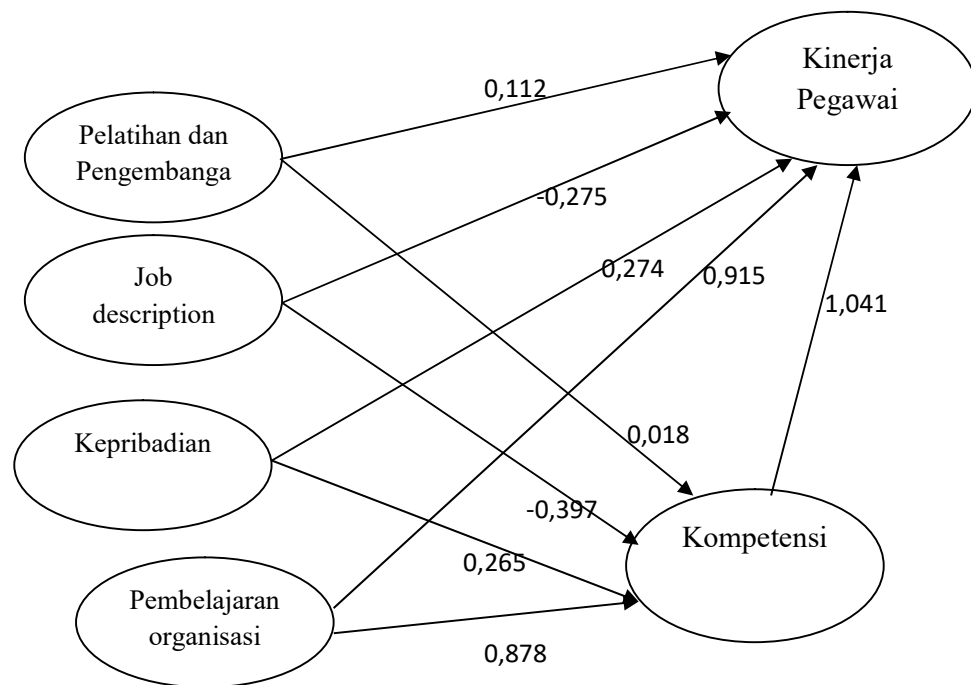 Kinerja
Pegawai
0,112
Pelatihan dan
Pengembanga
-0,275
Job
description
0,274
0,915
1,041
Kepribadian
0,018
-0,397
Kompetensi
0,265
Pembelajaran
organisasi
0,878